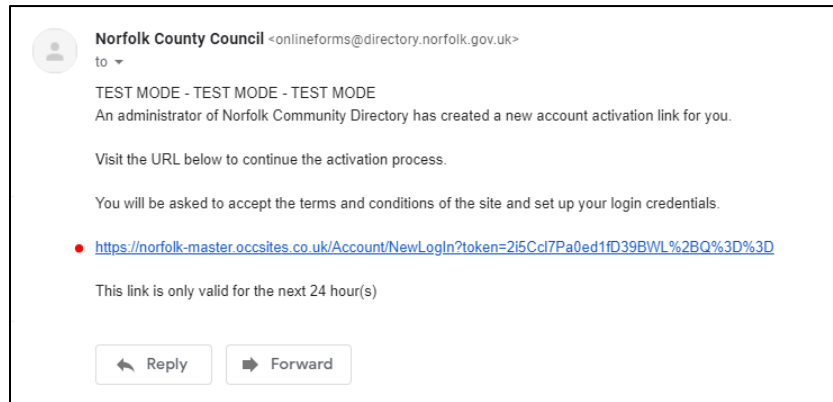 Norfolk County Council <onlineforms@directory.norfolk.gov.uk>
to
TEST MODE - TEST MODE - TEST MODE
An administrator of Norfolk Community Directory has created a new account activation link for you.
Visit the URL below to continue the activation process.
You will be asked to accept the terms and conditions of the site and set up your login credentials.
https://norfolk-master.occsites.co.uk/Account/NewLogIn?token=2i5Ccl7Pa0ed1fD39BWL%2BQ%3D%3D
This link is only valid for the next 24 hour(s)
Reply Forward